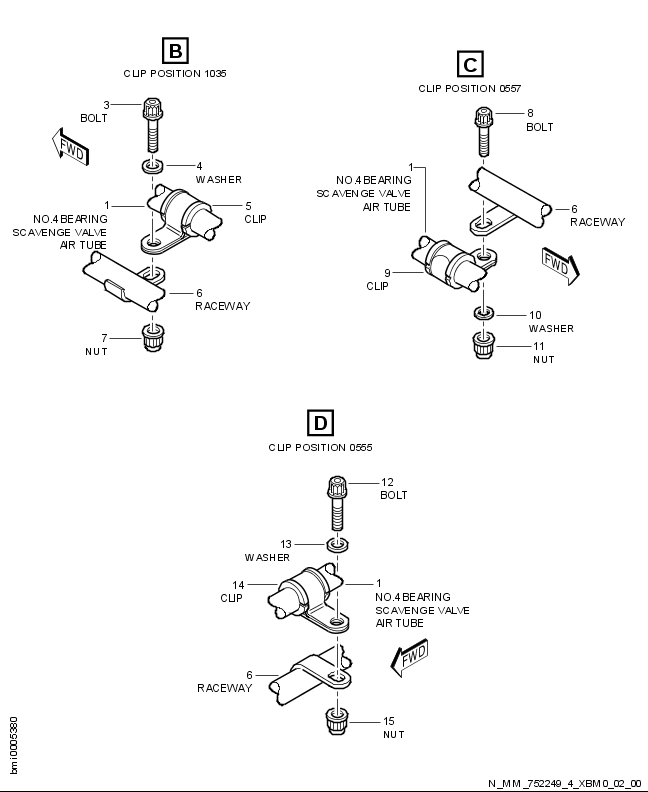 B
CLIP POSITION 1035
3
BOLT
FWD
4
WASHER
1
NO.4 BEARING
SCAVENGE VALVE
AIR TUBE
5
CLIP
6
RACEWAY
7
NUT
C
CLIP POSITION 0557
8
BOLT
1
NO.4 BEARING
SCAVENGE VALVE
AIR TUBE
6
RACEWAY
FWD
9
CLIP
10
WASHER
11
NUT
D
CLIP POSITION 0555
12
BOLT
13
WASHER
14
CLIP
1
NO.4 BEARING
SCAVENGE VALVE
AIR TUBE
FWD
6
RACEWAY
15
NUT
bmi0005380
N_MM_752249_4_XBM0_02_00